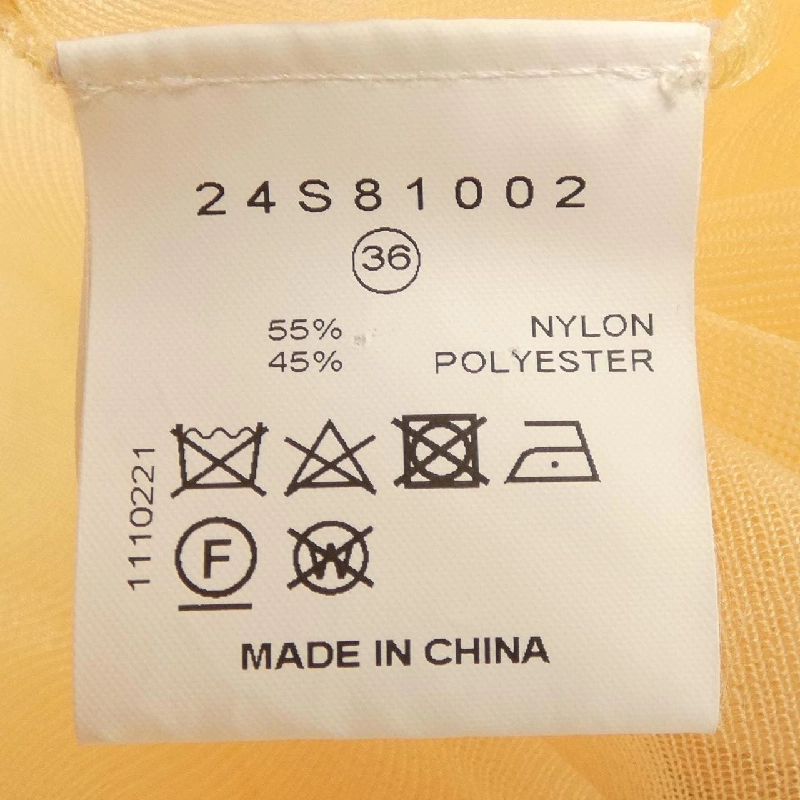 24S81002
36
55% NYLON
45% POLYESTER
1110221
F
W
MADE IN CHINA